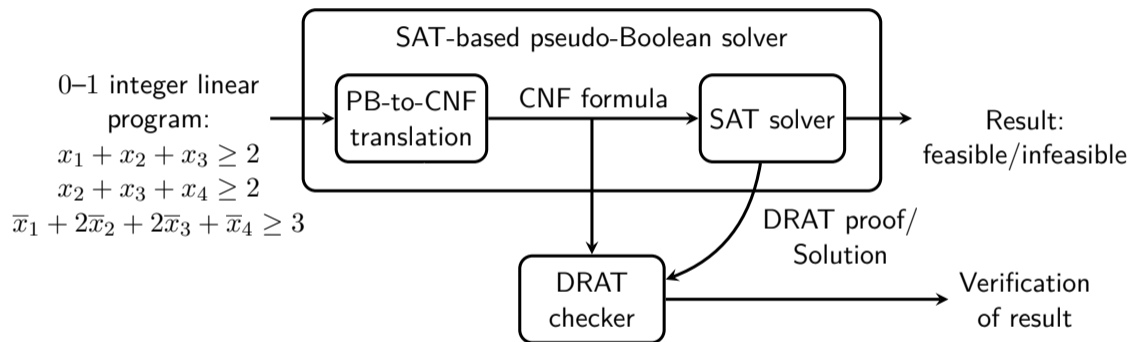 SAT-based pseudo-Boolean solver
0–1 integer linear
program:
x₁ + x₂ + x₃ ≥ 2
x₂ + x₃ + x₄ ≥ 2
x̅₁ + 2x̅₂ + 2x̅₃ + x̅₄ ≥ 3
PB-to-CNF
translation
CNF formula
SAT solver
Result:
feasible/infeasible
DRAT proof/
Solution
DRAT
checker
Verification
of result